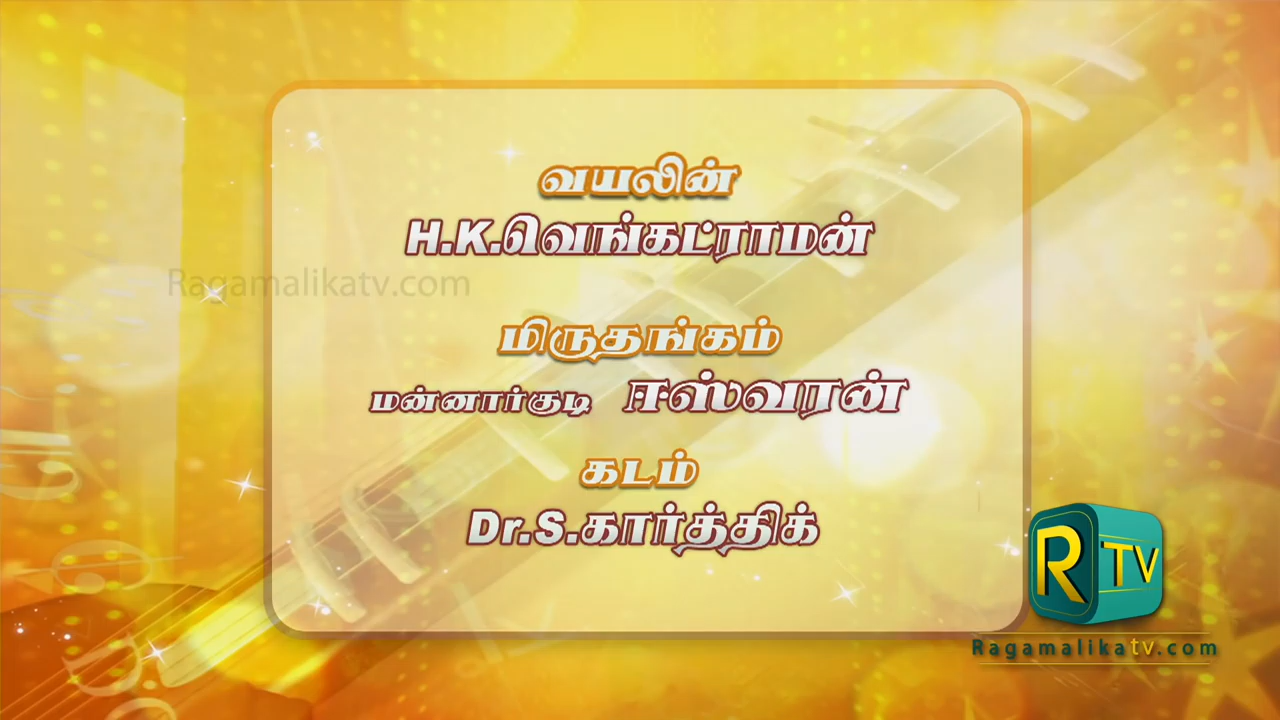 வயலின்
H.K.வெங்கட்ராமன்
Ragamalikatv.com
மிருதங்கம்
மன்னார்குடி ஈஸ்வரன்
கடம்
Dr.S.கார்த்திக்
R TV
Ragamalikatv.com